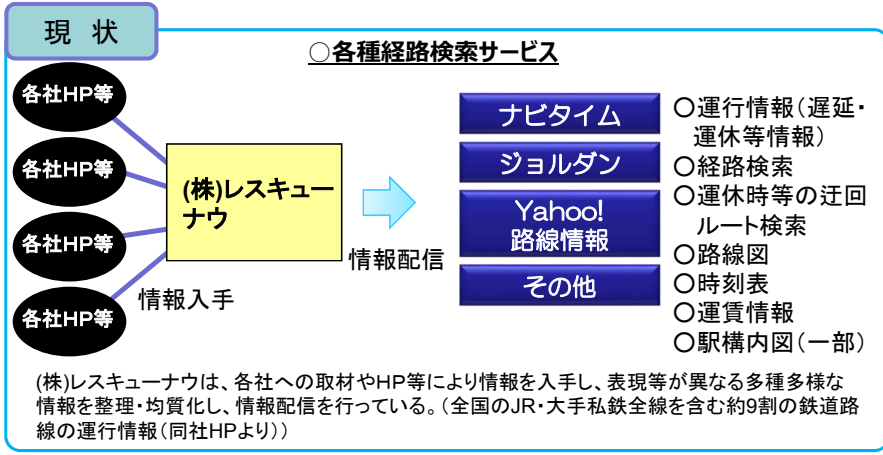 現 状
○各種経路検索サービス
各社HP等
各社HP等
各社HP等
各社HP等
情報入手
(株)レスキュー
ナウ
情報配信
ナビタイム
ジョルダン
Yahoo!
路線情報
その他
〇運行情報(遅延・
運休等情報)
〇経路検索
〇運休時等の迂回
ルート検索
〇路線図
〇時刻表
〇運賃情報
〇駅構内図(一部)
(株)レスキューナウは、各社への取材やHP等により情報を入手し、表現等が異なる多種多様な
情報を整理・均質化し、情報配信を行っている。(全国のJR・大手私鉄全線を含む約9割の鉄道路
線の運行情報(同社HPより))